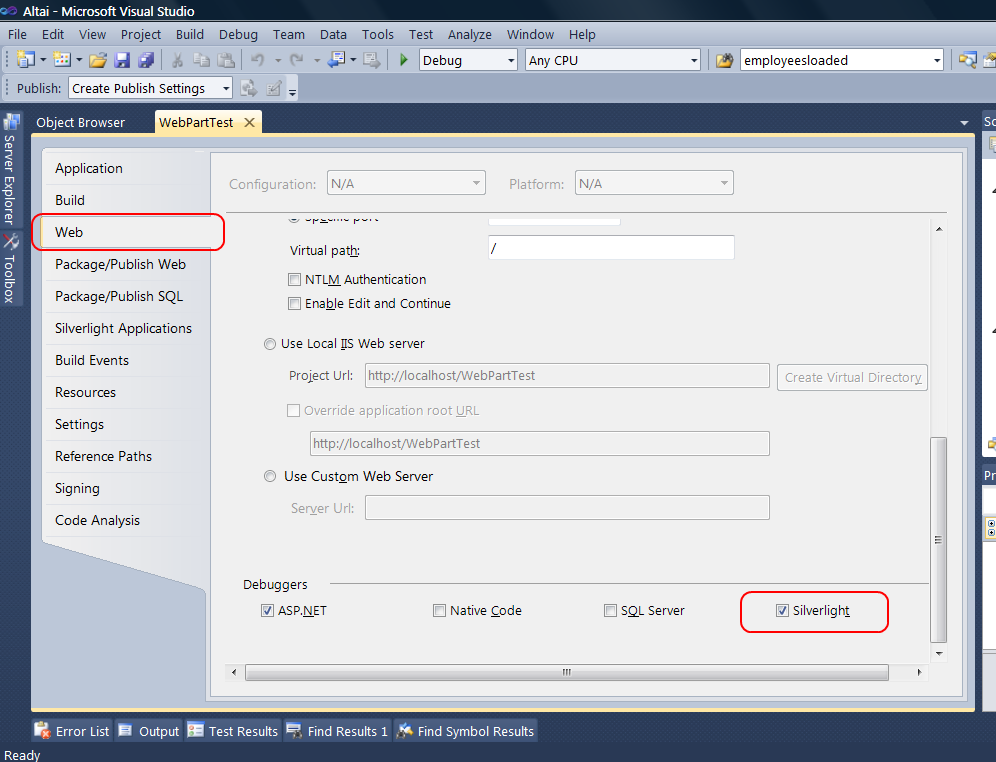 Altai - Microsoft Visual Studio
File Edit View Project Build Debug Team Data Tools Test Analyze Window Help
Debug Any CPU employeesloaded
Publish: Create Publish Settings
Object Browser WebPartTest
Server Explorer
Toolbox
Application
Build
Web
Package/Publish Web
Package/Publish SQL
Silverlight Applications
Build Events
Resources
Settings
Reference Paths
Signing
Code Analysis
Configuration: N/A Platform: N/A
Specific port
Virtual path: /
NTLM Authentication
Enable Edit and Continue
Use Local IIS Web server
Project Url: http://localhost/WebPartTest Create Virtual Directory
Override application root URL
http://localhost/WebPartTest
Use Custom Web Server
Server Url:
Debuggers
ASP.NET Native Code SQL Server Silverlight
Error List Output Test Results Find Results 1 Find Symbol Results
Ready